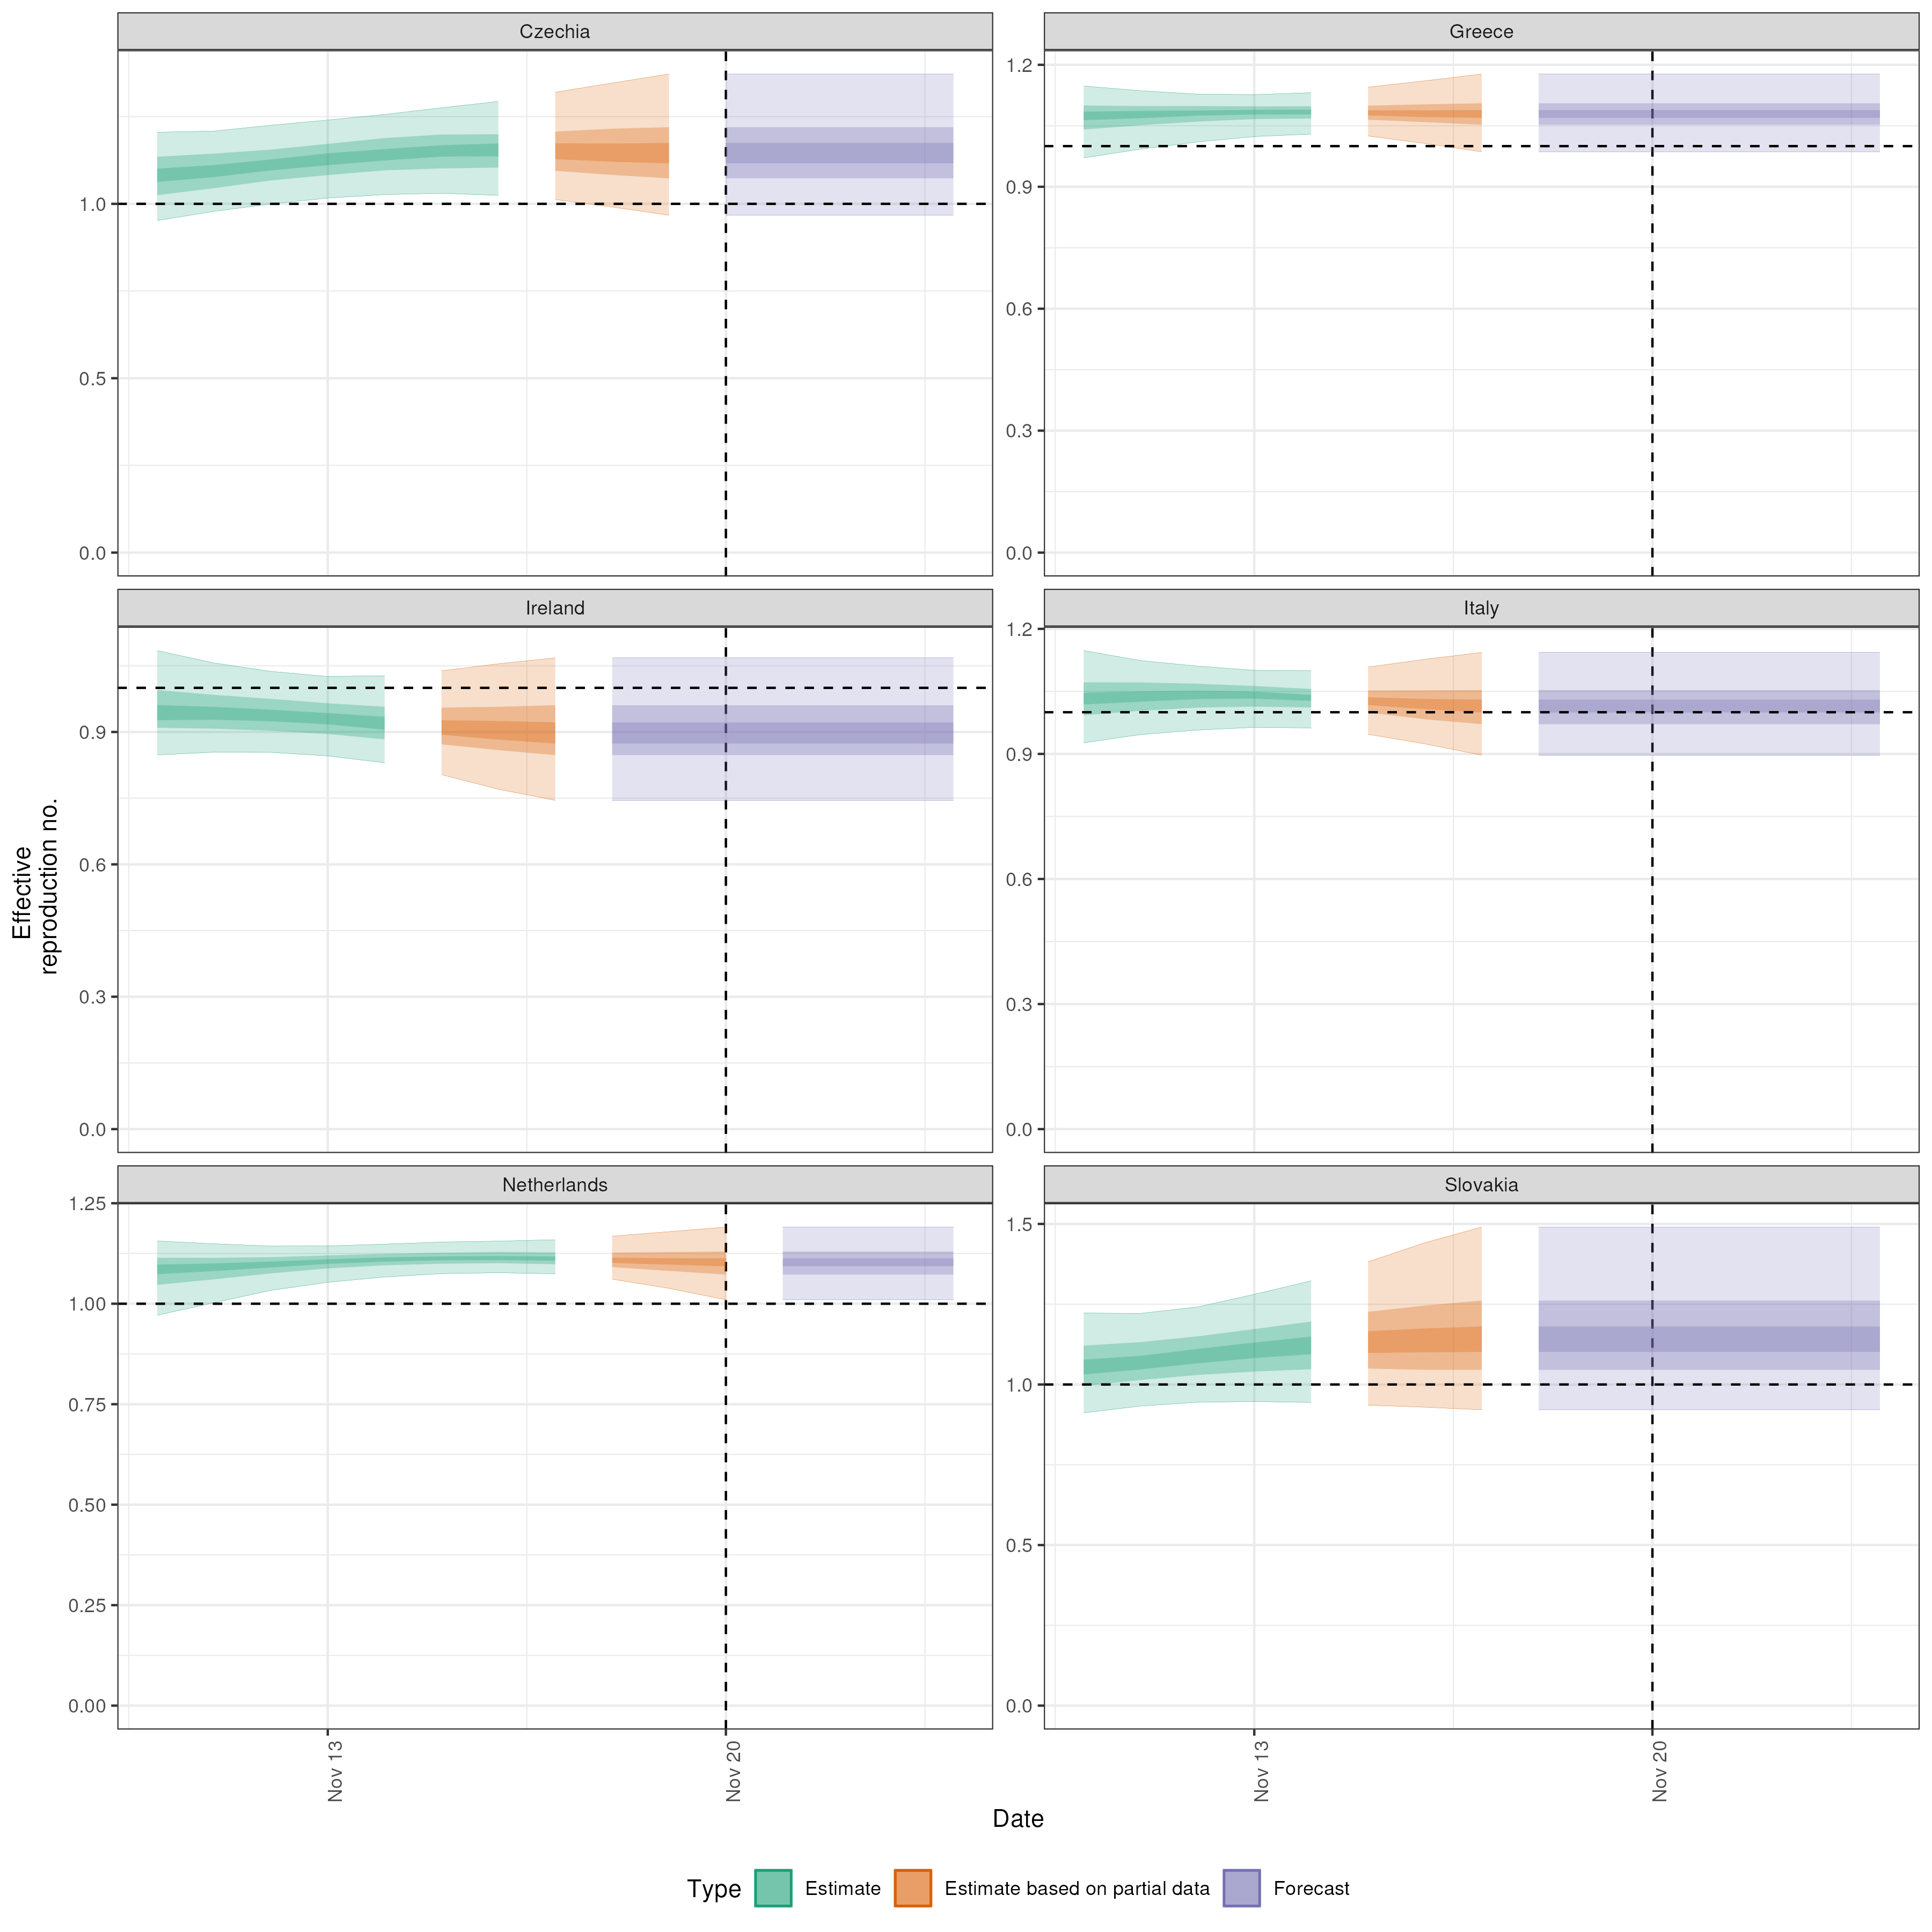 Czechia
Greece
1.0
0.5
0.0
1.2
0.9
0.6
0.3
0.0
Ireland
Italy
0.9
0.6
0.3
0.0
1.2
0.9
0.6
0.3
0.0
Effective
reproduction no.
Netherlands
Slovakia
1.25
1.00
0.75
0.50
0.25
0.00
1.5
1.0
0.5
0.0
Nov 13
Nov 20
Nov 13
Nov 20
Date
Type Estimate Estimate based on partial data Forecast